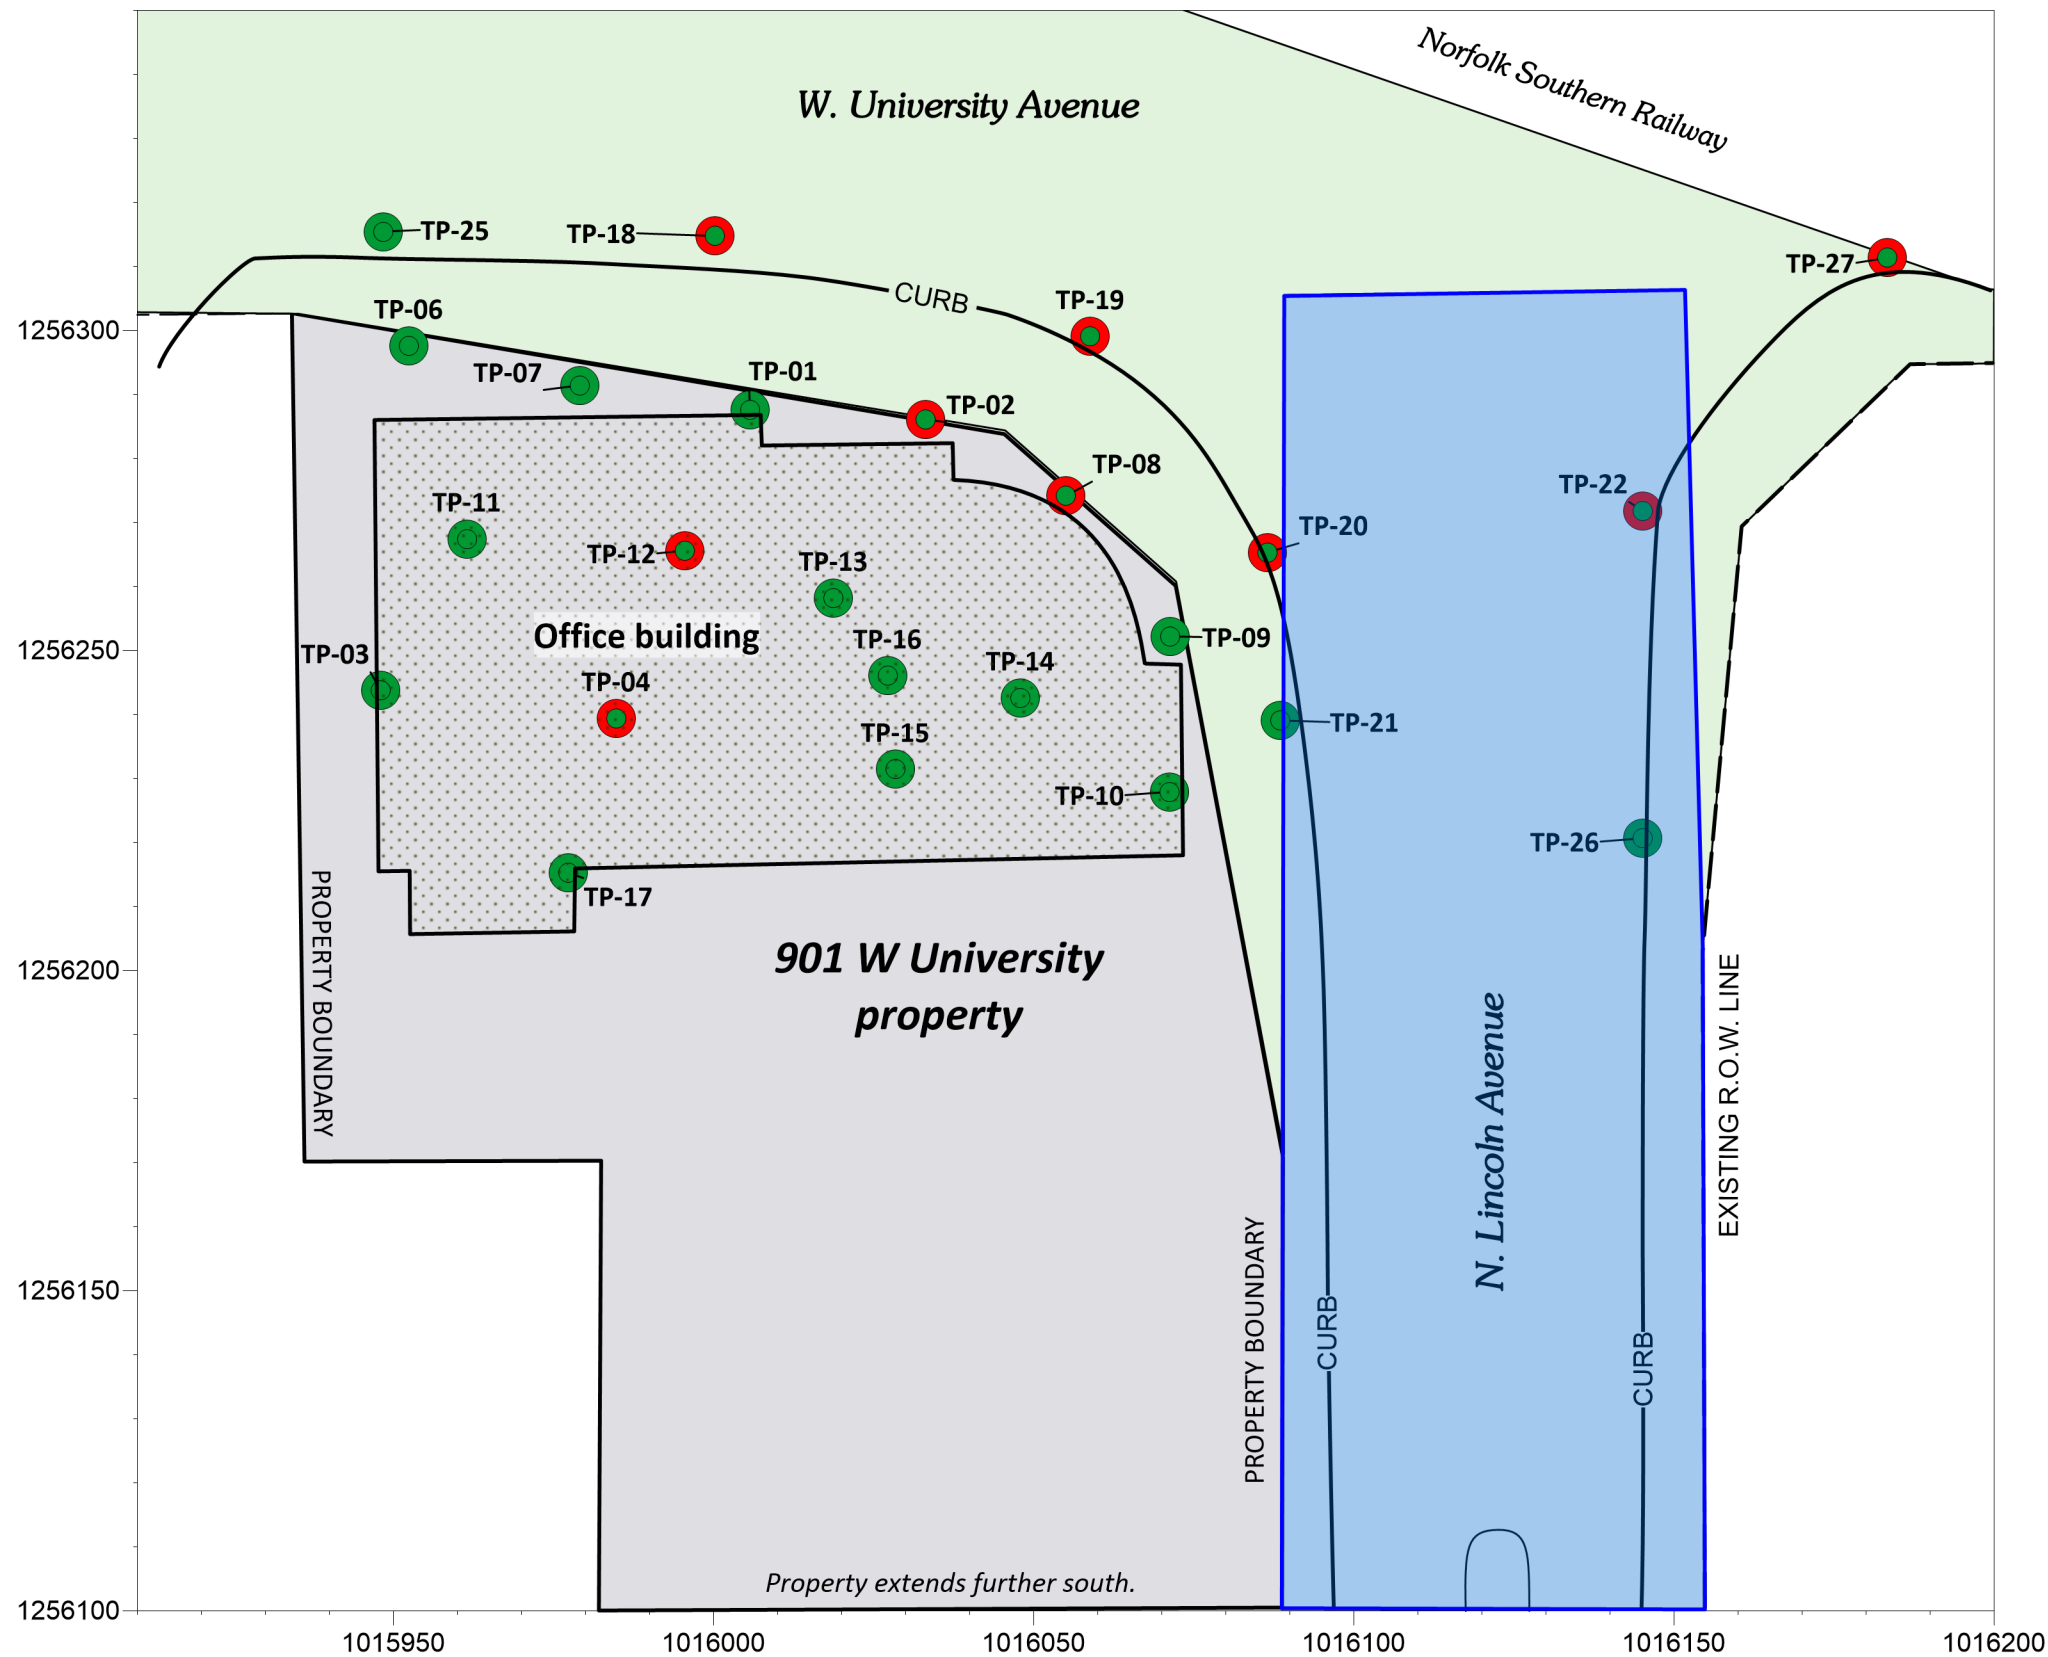 Norfolk Southern Railway
W. University Avenue
TP-25
TP-18
TP-27
CURB
TP-19
TP-06
1256300
TP-07
TP-01
TP-02
TP-08
TP-22
TP-11
TP-20
TP-12
TP-13
Office building
TP-16
TP-09
1256250
TP-03
TP-14
TP-04
TP-21
TP-15
TP-10
TP-26
TP-17
PROPERTY BOUNDARY
901 W University
property
1256200
EXISTING R.O.W. LINE
N. Lincoln Avenue
1256150
PROPERTY BOUNDARY
CURB
CURB
Property extends further south.
1256100
1015950
1016000
1016050
1016100
1016150
1016200